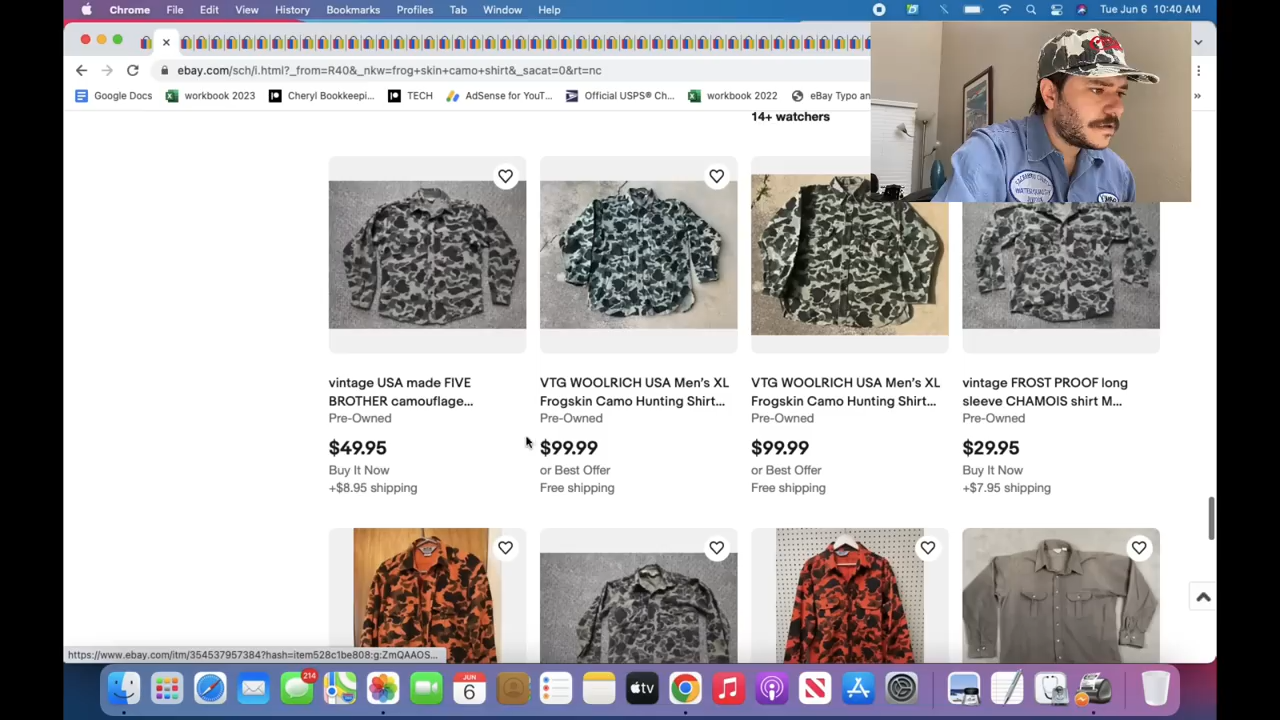 Chrome File Edit View History Bookmarks Profiles Tab Window Help Tue Jun 6 10:40 AM
ebay.com/sch/i.html?_from=R40&_nkw=frog+skin+camo+shirt&_sacat=0&rt=nc
Google Docs workbook 2023 Cheryl Bookkeepi... TECH AdSense for YouT... Official USPS® Ch... workbook 2022 eBay Typo an
14+ watchers
vintage USA made FIVE
BROTHER camouflage...
Pre-Owned
$49.95
Buy It Now
+$8.95 shipping
VTG WOOLRICH USA Men's XL
Frogskin Camo Hunting Shirt...
Pre-Owned
$99.99
or Best Offer
Free shipping
VTG WOOLRICH USA Men's XL
Frogskin Camo Hunting Shirt...
Pre-Owned
$99.99
or Best Offer
Free shipping
vintage FROST PROOF long
sleeve CHAMOIS shirt M...
Pre-Owned
$29.95
Buy It Now
+$7.95 shipping
https://www.ebay.com/itm/354537957384?hash=item528c1be808:g:ZmQAAOS...
214
JUN
6
tv